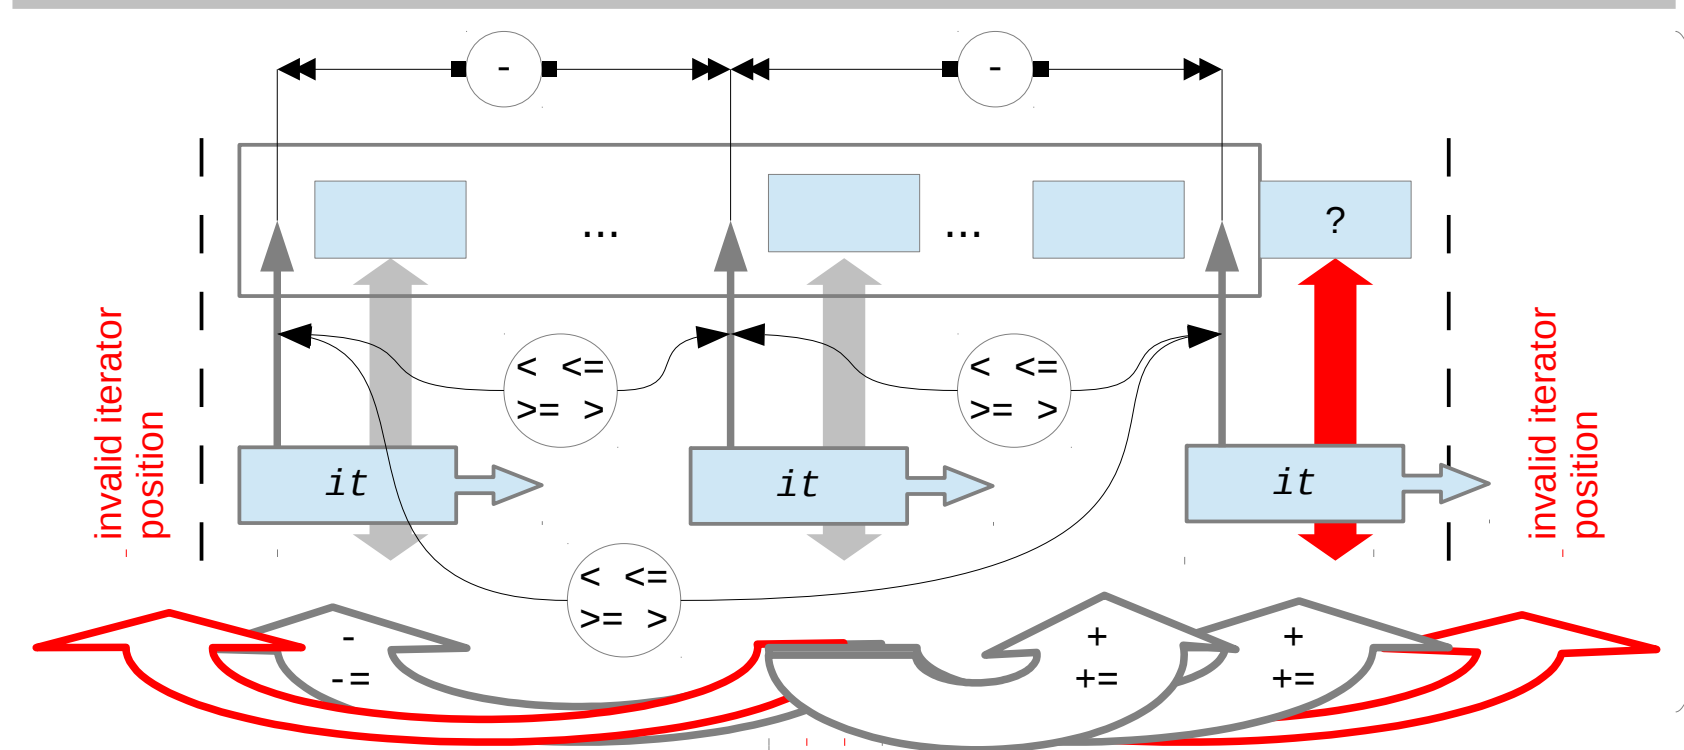 -
-
...
...
?
< <=
>= >
< <=
>= >
invalid iterator
position
invalid iterator
position
it
it
it
< <=
>= >
-
-=
+
+=
+
+=